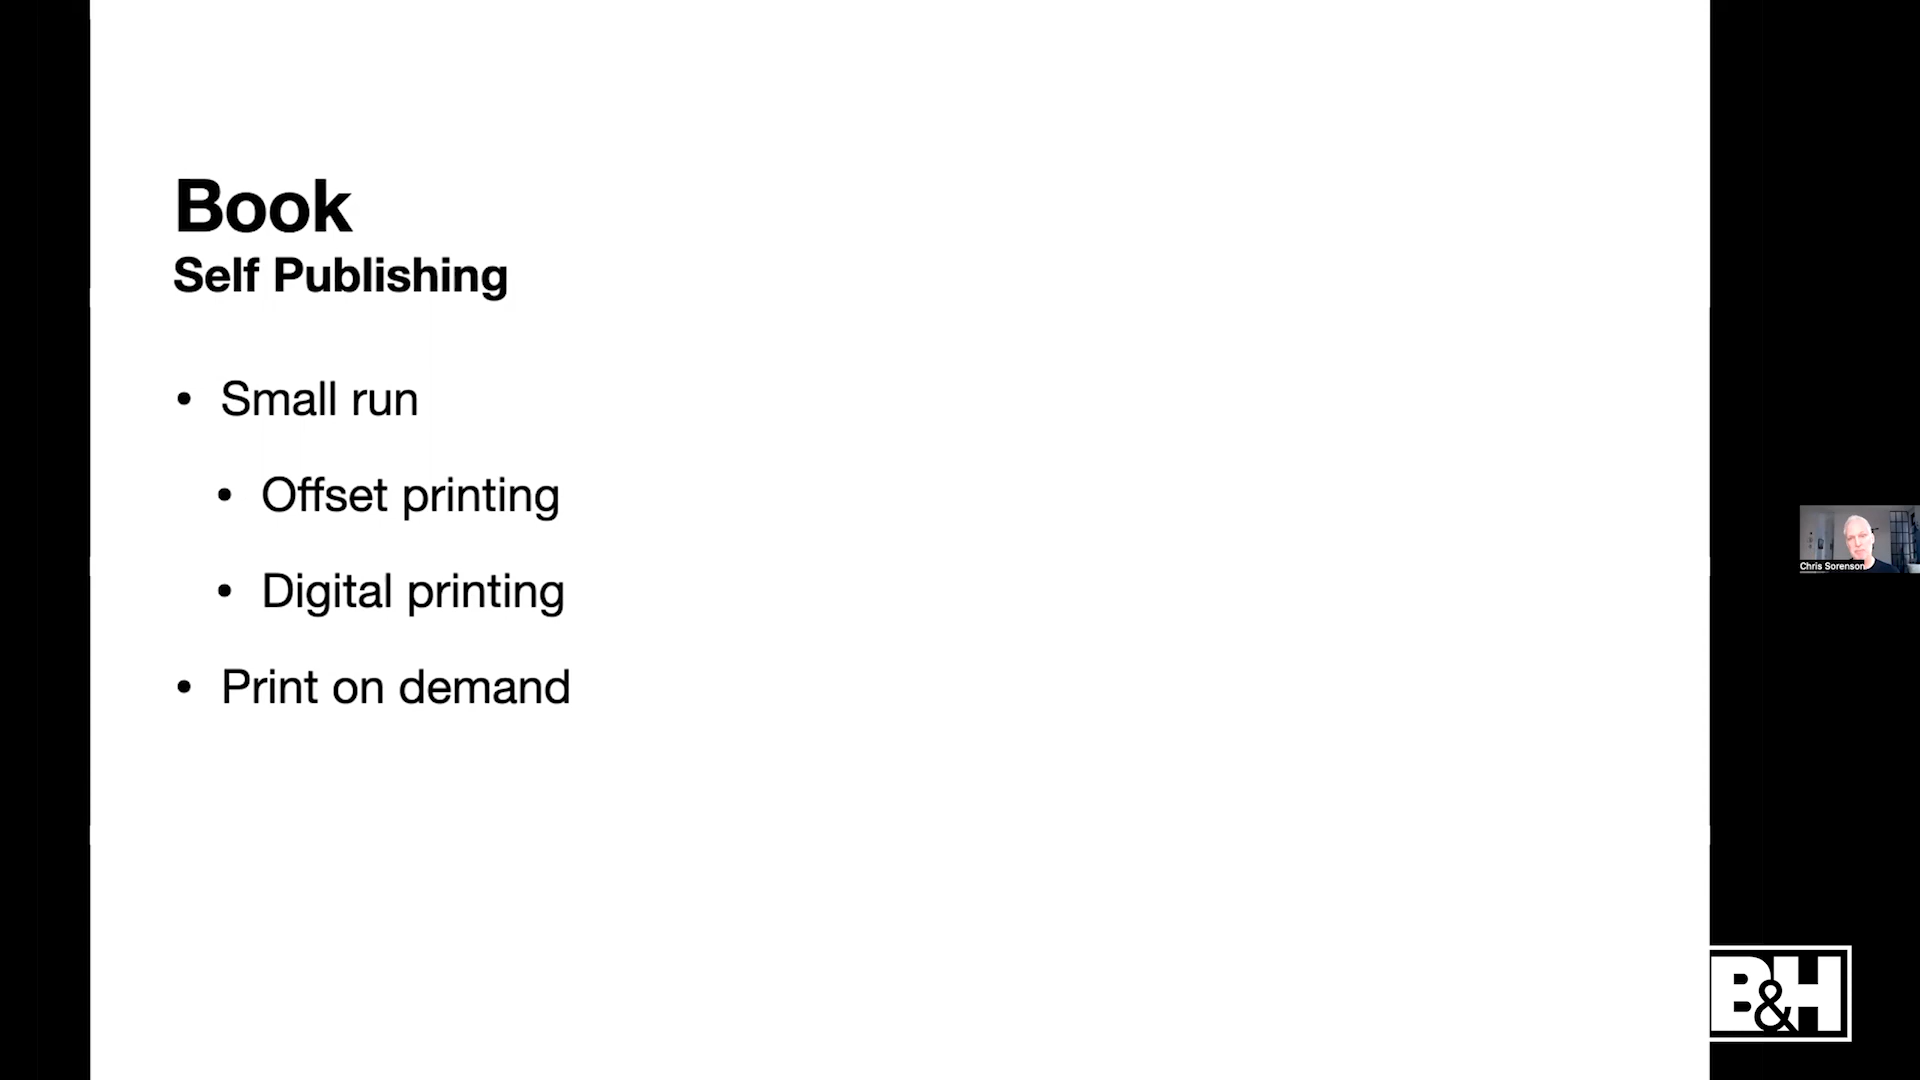 Book
Self Publishing
• Small run
• Offset printing
• Digital printing
• Print on demand
Chris Sorenson
B&H